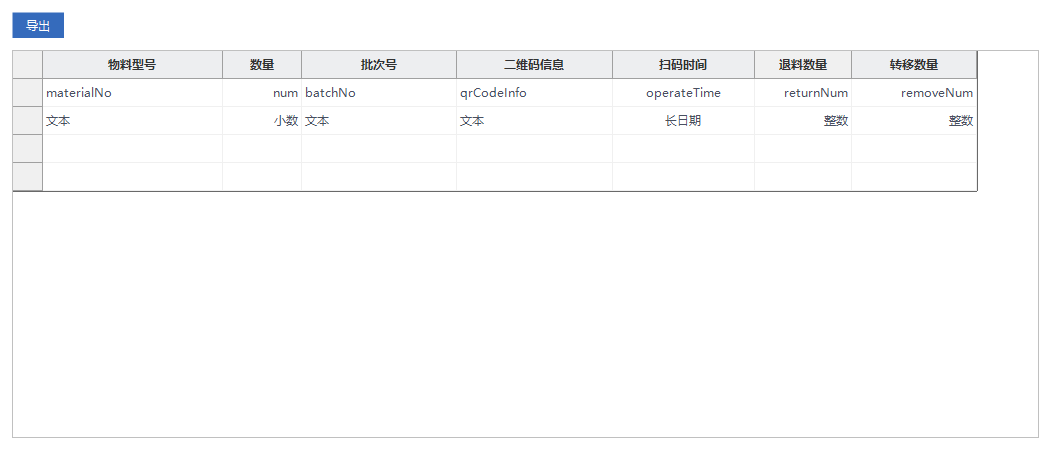 导出
物料型号 数量 批次号 二维码信息 扫码时间 退料数量 转移数量
materialNo num batchNo qrCodeInfo operateTime returnNum removeNum
文本 小数 文本 文本 长日期 整数 整数